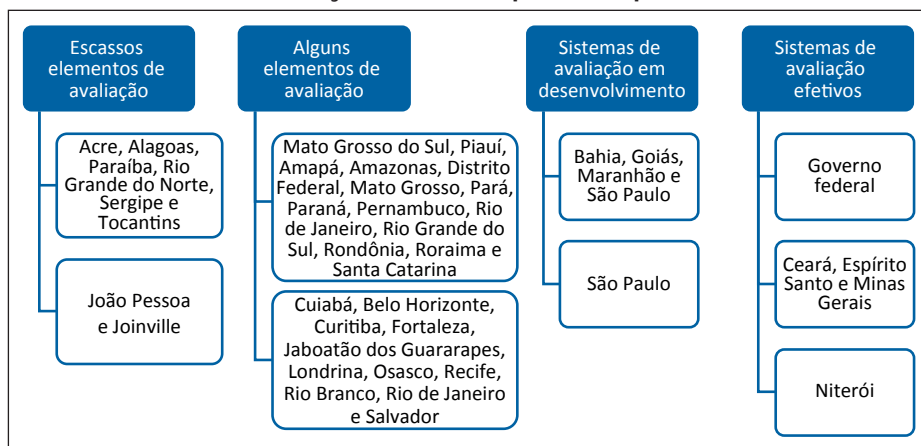 Escassos
elementos de
avaliação
Acre, Alagoas,
Paraíba, Rio
Grande do Norte,
Sergipe e
Tocantins
João Pessoa
e Joinville
Alguns
elementos de
avaliação
Mato Grosso do Sul, Piauí,
Amapá, Amazonas, Distrito
Federal, Mato Grosso, Pará,
Paraná, Pernambuco, Rio
de Janeiro, Rio Grande do
Sul, Rondônia, Roraima e
Santa Catarina
Cuiabá, Belo Horizonte,
Curitiba, Fortaleza,
Jaboatão dos Guararapes,
Londrina, Osasco, Recife,
Rio Branco, Rio de Janeiro
e Salvador
Sistemas de
avaliação em
desenvolvimento
Bahia, Goiás,
Maranhão e
São Paulo
São Paulo
Sistemas de
avaliação
efetivos
Governo
federal
Ceará, Espírito
Santo e Minas
Gerais
Niterói